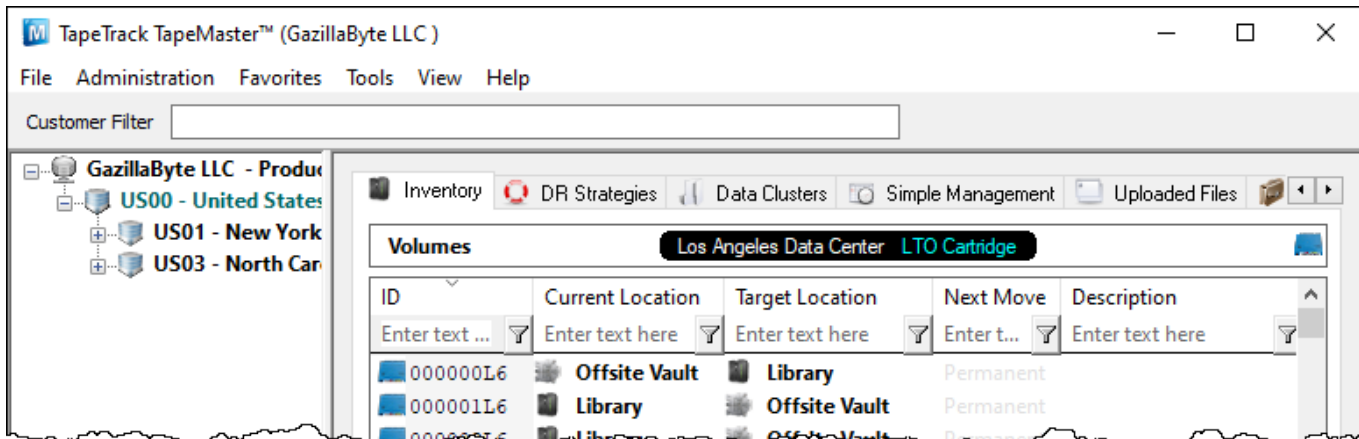 TapeTrack TapeMaster™ (GazillaByte LLC )
File Administration Favorites Tools View Help
Customer Filter
GazillaByte LLC - Produc
US00 - United States
US01 - New York
US03 - North Car
Inventory DR Strategies Data Clusters Simple Management Uploaded Files
Volumes Los Angeles Data Center LTO Cartridge
ID Current Location Target Location Next Move Description
Enter text ... Enter text here Enter text here Enter t... Enter text here
000000L6 Offsite Vault Library Permanent
000001L6 Library Offsite Vault Permanent